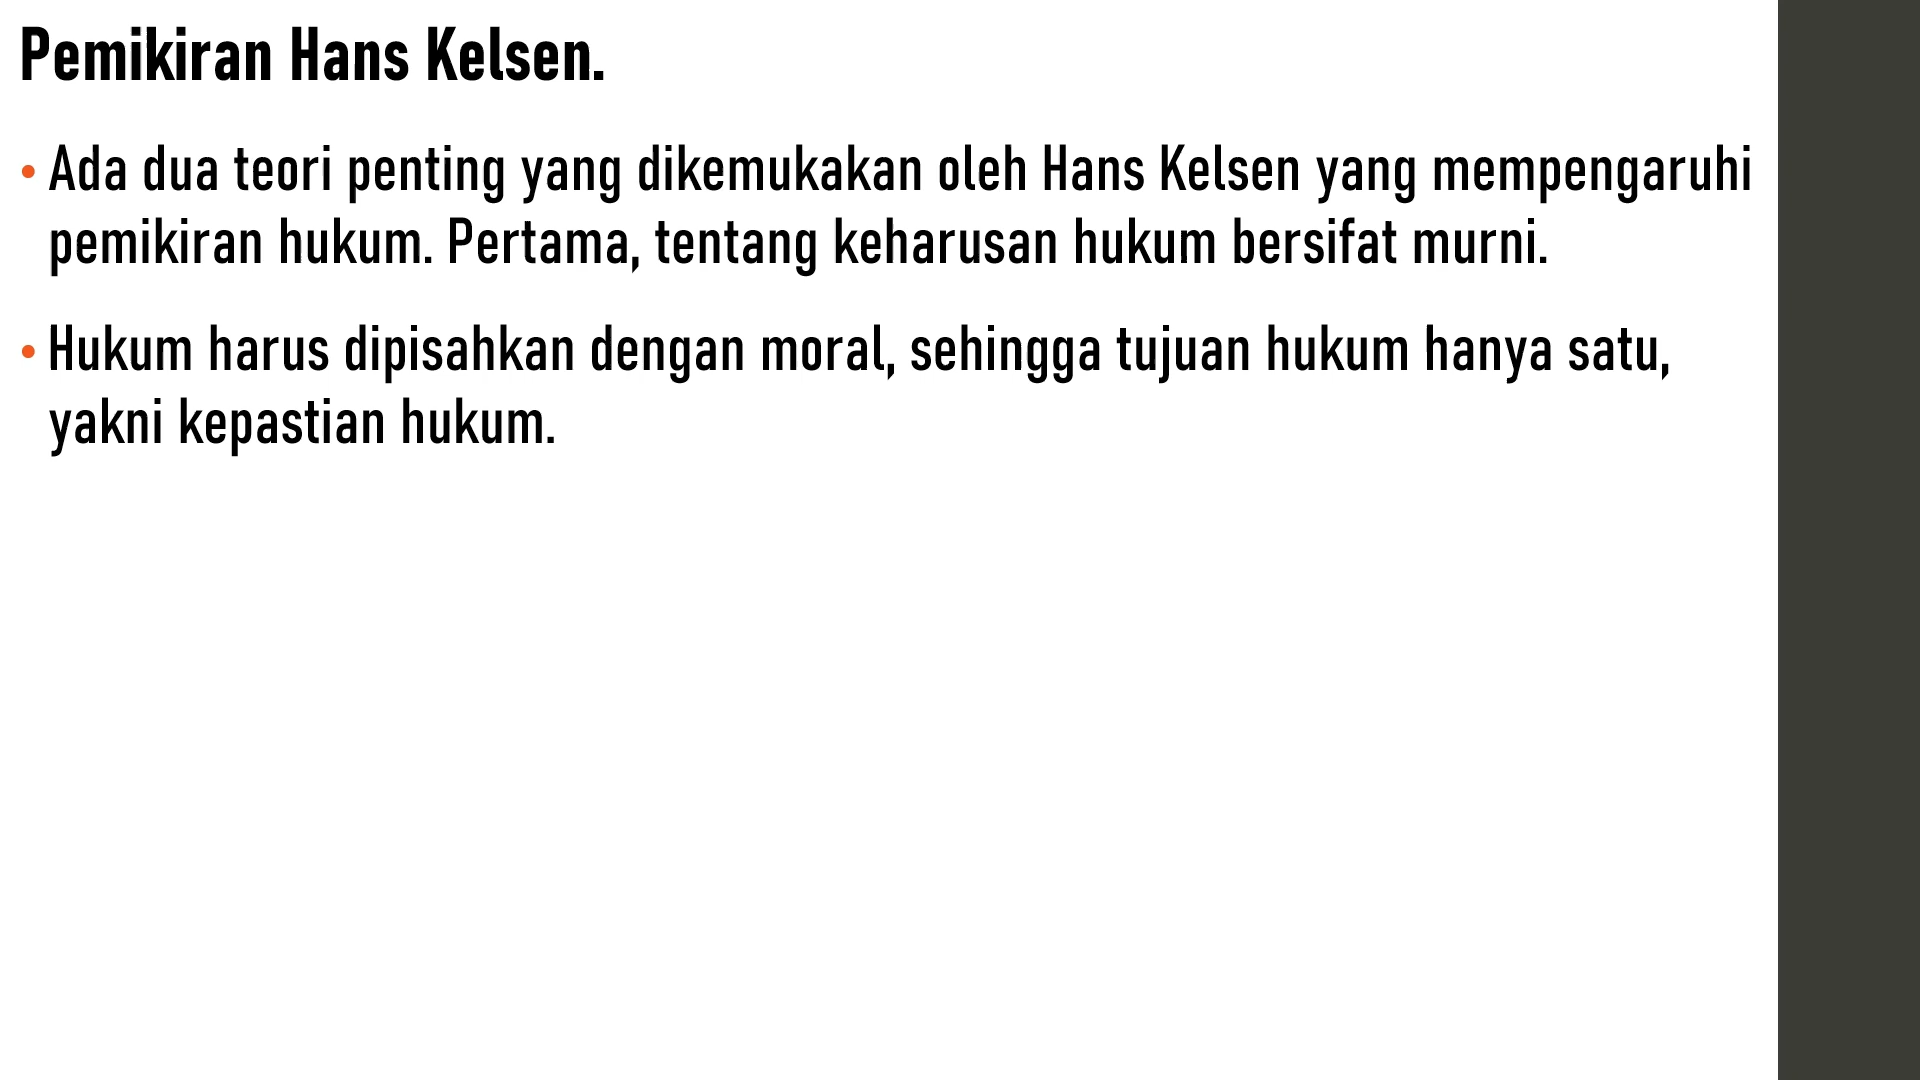 Pemikiran Hans Kelsen.
• Ada dua teori penting yang dikemukakan oleh Hans Kelsen yang mempengaruhi
pemikiran hukum. Pertama, tentang keharusan hukum bersifat murni.
• Hukum harus dipisahkan dengan moral, sehingga tujuan hukum hanya satu,
yakni kepastian hukum.